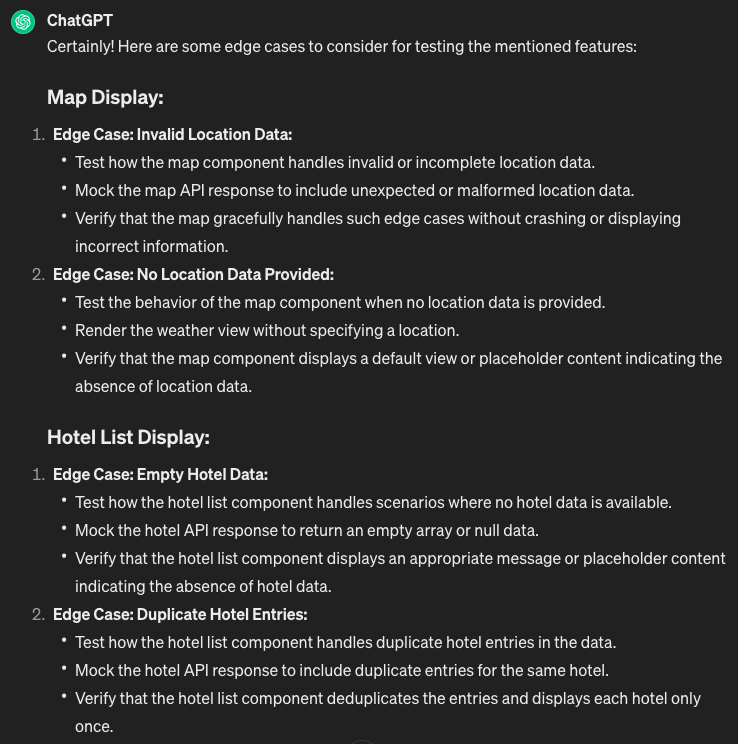 ChatGPT
Certainly! Here are some edge cases to consider for testing the mentioned features:
Map Display:
1. Edge Case: Invalid Location Data:
• Test how the map component handles invalid or incomplete location data.
• Mock the map API response to include unexpected or malformed location data.
• Verify that the map gracefully handles such edge cases without crashing or displaying
incorrect information.
2. Edge Case: No Location Data Provided:
• Test the behavior of the map component when no location data is provided.
• Render the weather view without specifying a location.
• Verify that the map component displays a default view or placeholder content indicating the
absence of location data.
Hotel List Display:
1. Edge Case: Empty Hotel Data:
• Test how the hotel list component handles scenarios where no hotel data is available.
• Mock the hotel API response to return an empty array or null data.
• Verify that the hotel list component displays an appropriate message or placeholder content
indicating the absence of hotel data.
2. Edge Case: Duplicate Hotel Entries:
• Test how the hotel list component handles duplicate hotel entries in the data.
• Mock the hotel API response to include duplicate entries for the same hotel.
• Verify that the hotel list component deduplicates the entries and displays each hotel only
once.